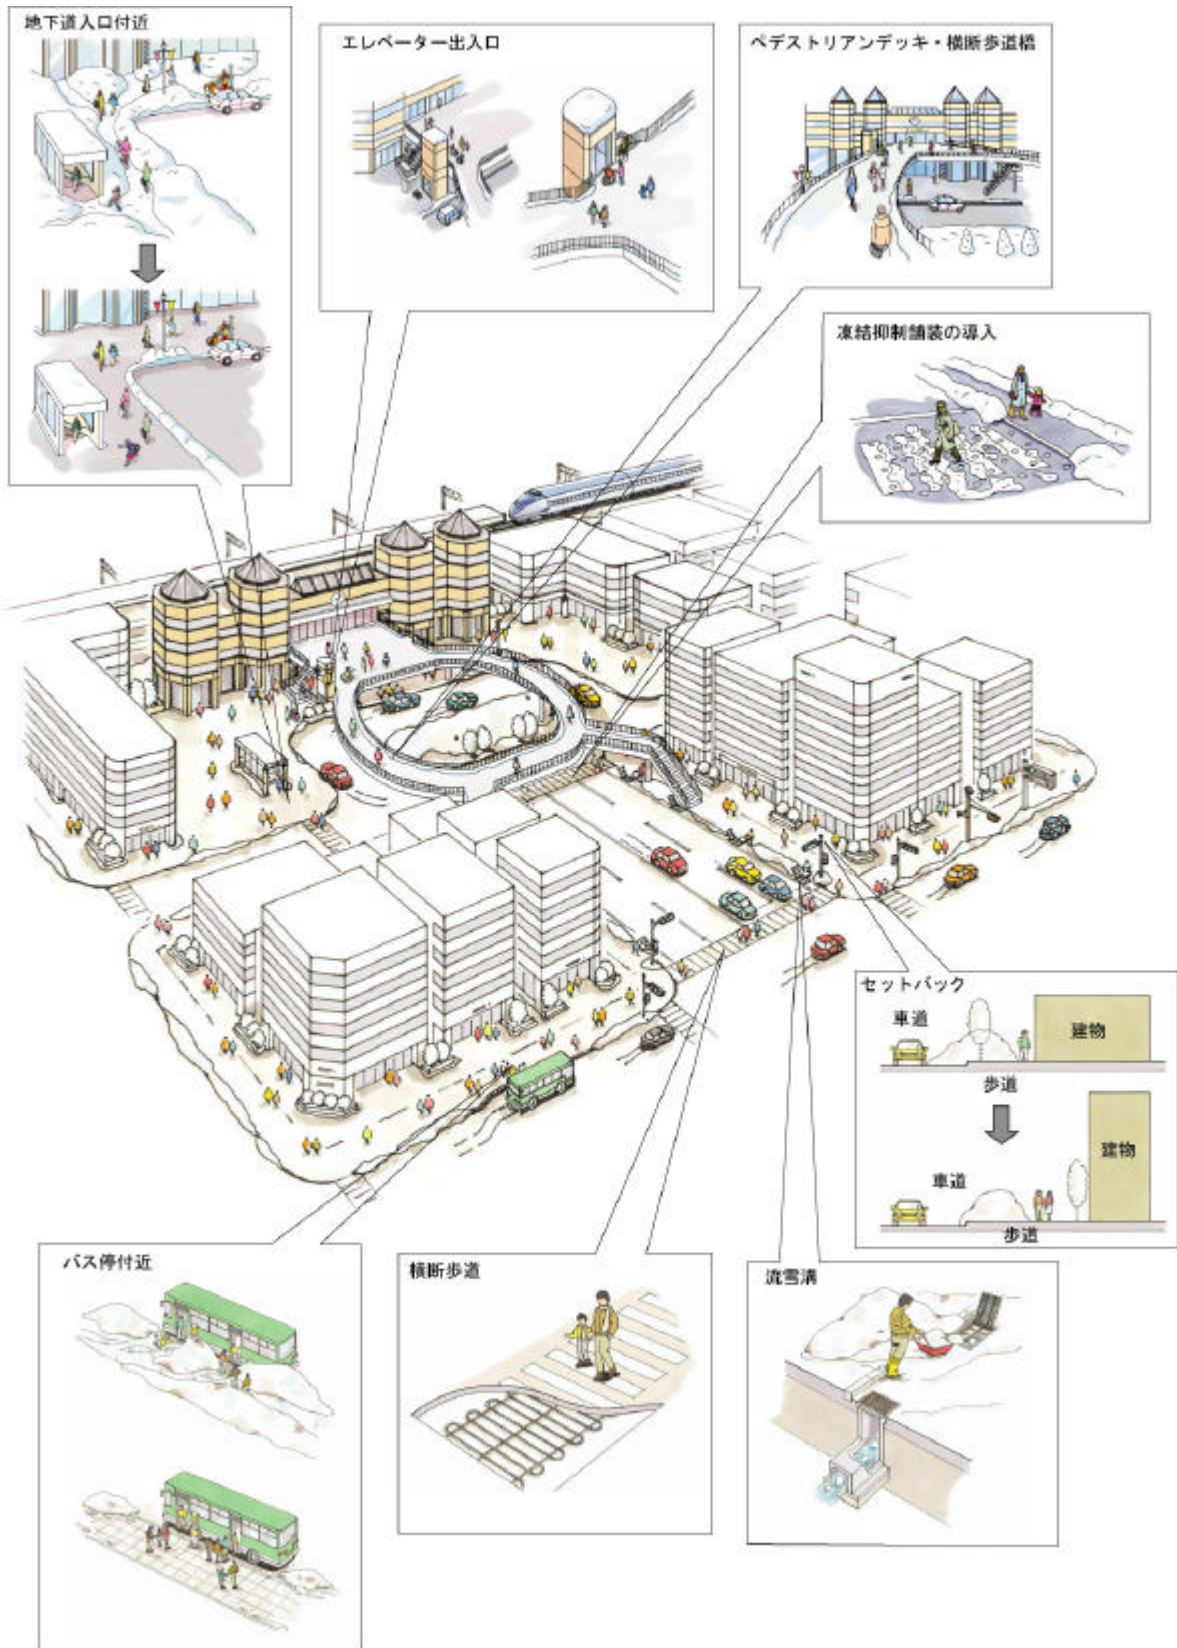 地下道入口付近
エレベーター出入口
ペデストリアンデッキ・横断歩道橋
凍結抑制舗装の導入
セットバック
車道
建物
歩道
建物
車道
歩道
バス停付近
横断歩道
流雪溝